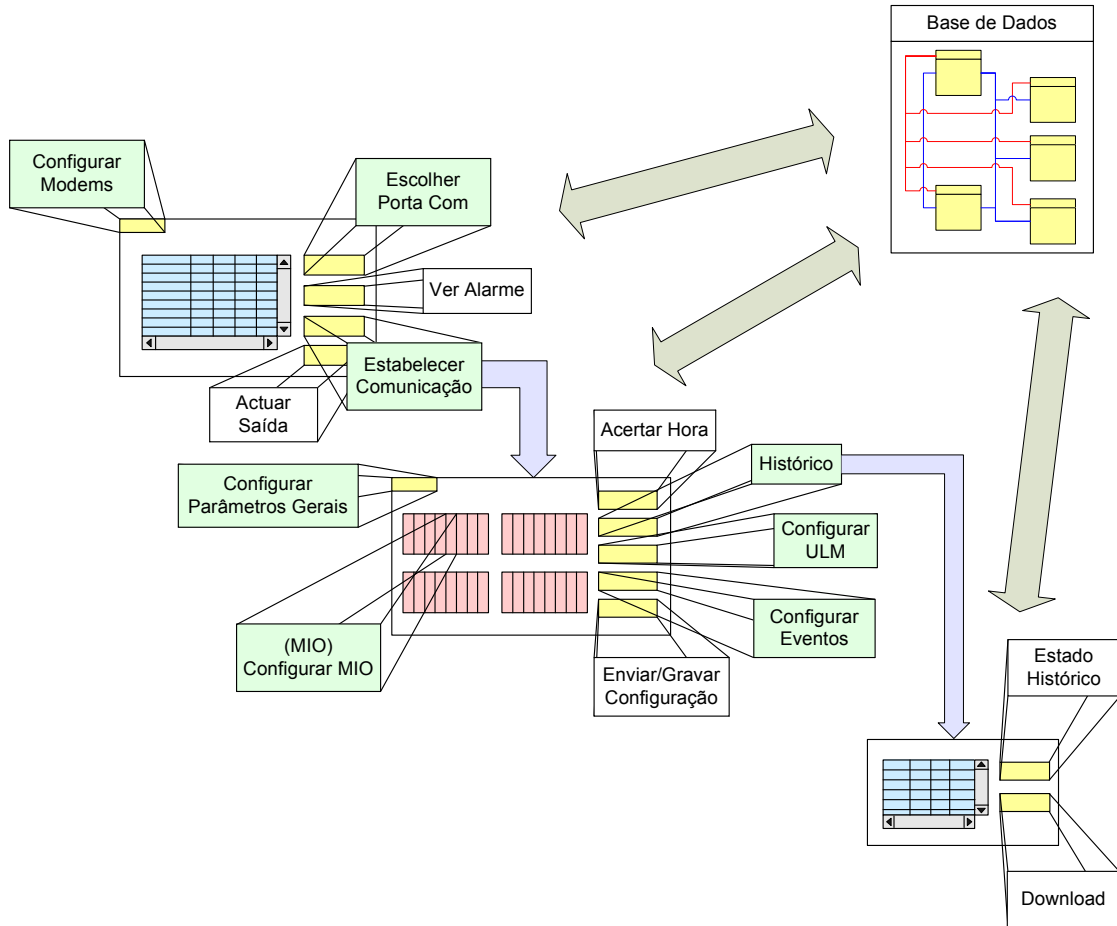 Base de Dados
Configurar
Modems
Escolher
Porta Com
Ver Alarme
Estabelecer
Comunicação
Actuar
Saída
Acertar Hora
Histórico
Configurar
Parâmetros Gerais
Configurar
ULM
Configurar
Eventos
(MIO)
Configurar MIO
Enviar/Gravar
Configuração
Estado
Histórico
Download